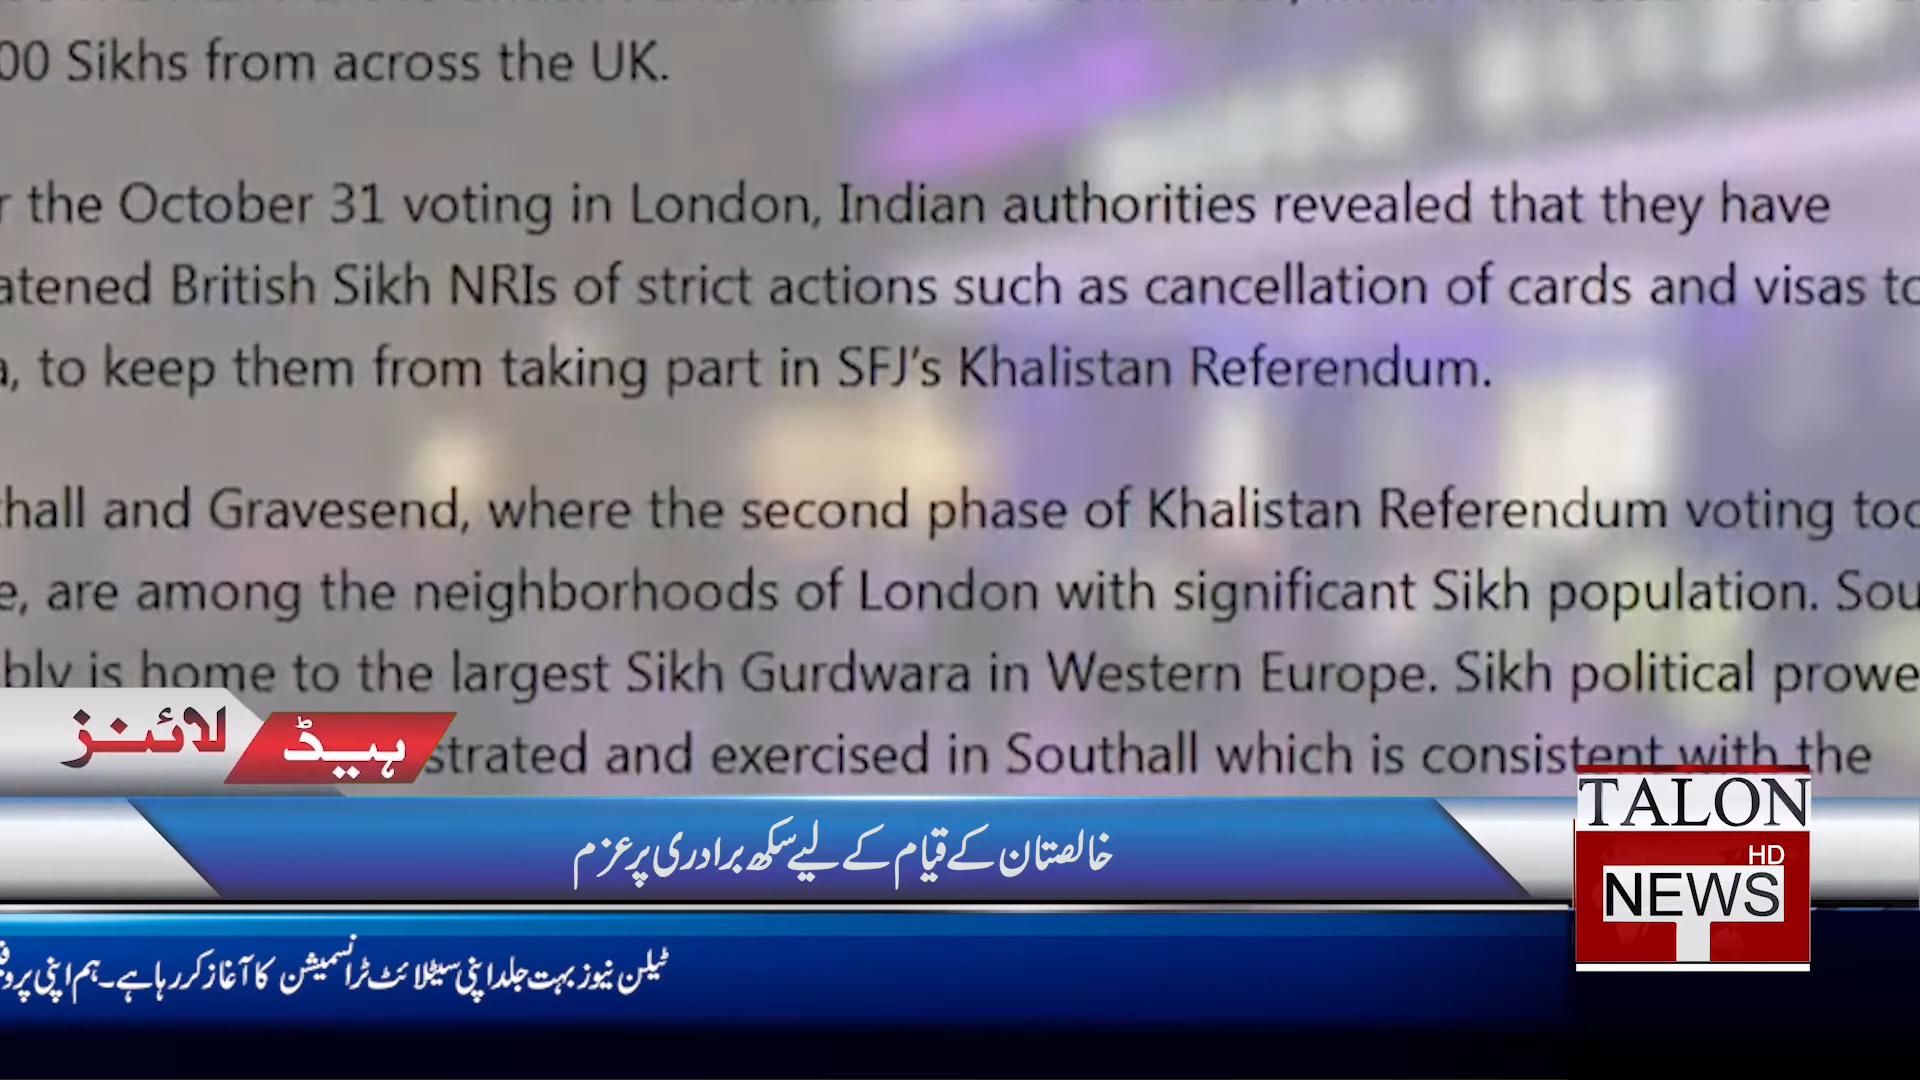 00 Sikhs from across the UK.
r the October 31 voting in London, Indian authorities revealed that they have
atened British Sikh NRIs of strict actions such as cancellation of cards and visas to
a, to keep them from taking part in SFJ's Khalistan Referendum.
thall and Gravesend, where the second phase of Khalistan Referendum voting too
e, are among the neighborhoods of London with significant Sikh population. Sou
bly is home to the largest Sikh Gurdwara in Western Europe. Sikh political prowe
strated and exercised in Southall which is consistent with the
ہیڈ لائنز
TALON
HD
NEWS
خالصتان کے قیام کے لیے سکھ برادری پر عزم
ٹیلن نیوز بہت جلد اپنی سیٹلائٹ ٹرانسمیشن کا آغاز کر رہا ہے۔ ہم اپنی